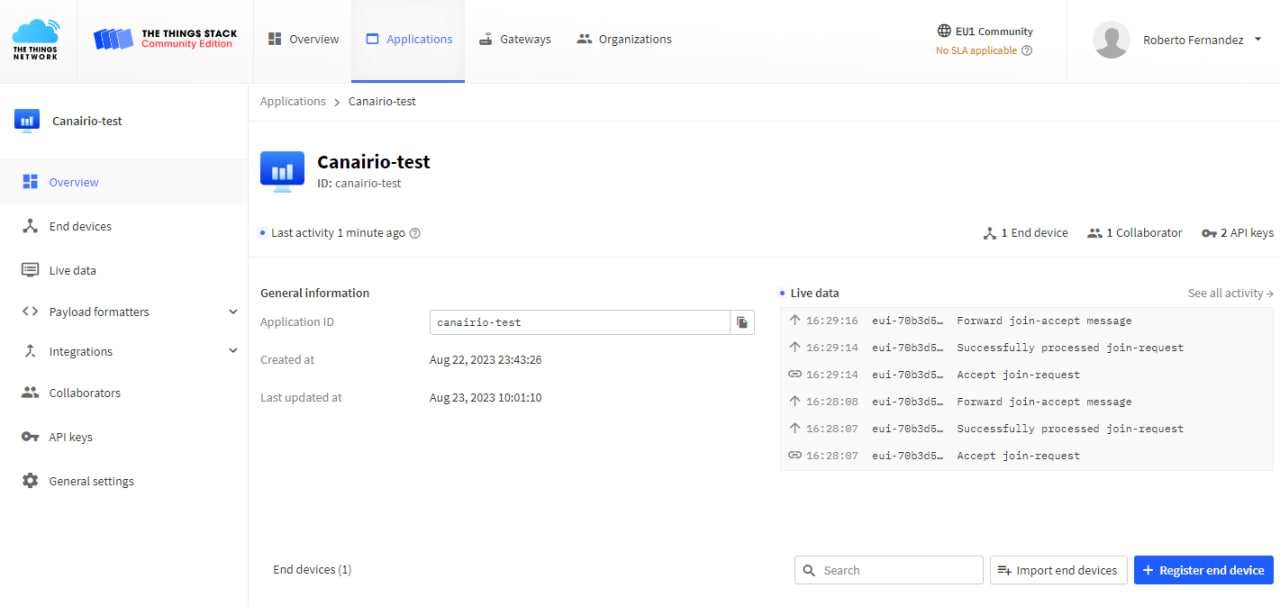 THE THINGS
NETWORK
THE THINGS STACK
Community Edition
Overview
Applications
Gateways
Organizations
EU1 Community
No SLA applicable
Roberto Fernandez
Canairio-test
Overview
End devices
Live data
Payload formatters
Integrations
Collaborators
API keys
General settings
Applications > Canairio-test
Canairio-test
ID: canairio-test
Last activity 1 minute ago
1 End device
1 Collaborator
2 API keys
General information
Application ID canairio-test
Created at Aug 22, 2023 23:43:26
Last updated at Aug 23, 2023 10:01:10
Live data See all activity →
16:29:16 eui-70b3d5… Forward join-accept message
16:29:14 eui-70b3d5… Successfully processed join-request
16:29:14 eui-70b3d5… Accept join-request
16:28:08 eui-70b3d5… Forward join-accept message
16:28:07 eui-70b3d5… Successfully processed join-request
16:28:07 eui-70b3d5… Accept join-request
End devices (1)
Search
Import end devices
+ Register end device